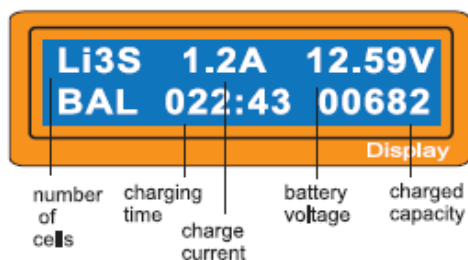 Li3S 1.2A 12.59V
BAL 022:43 00682
Display
number of cells
charging time
charge current
battery voltage
charged capacity